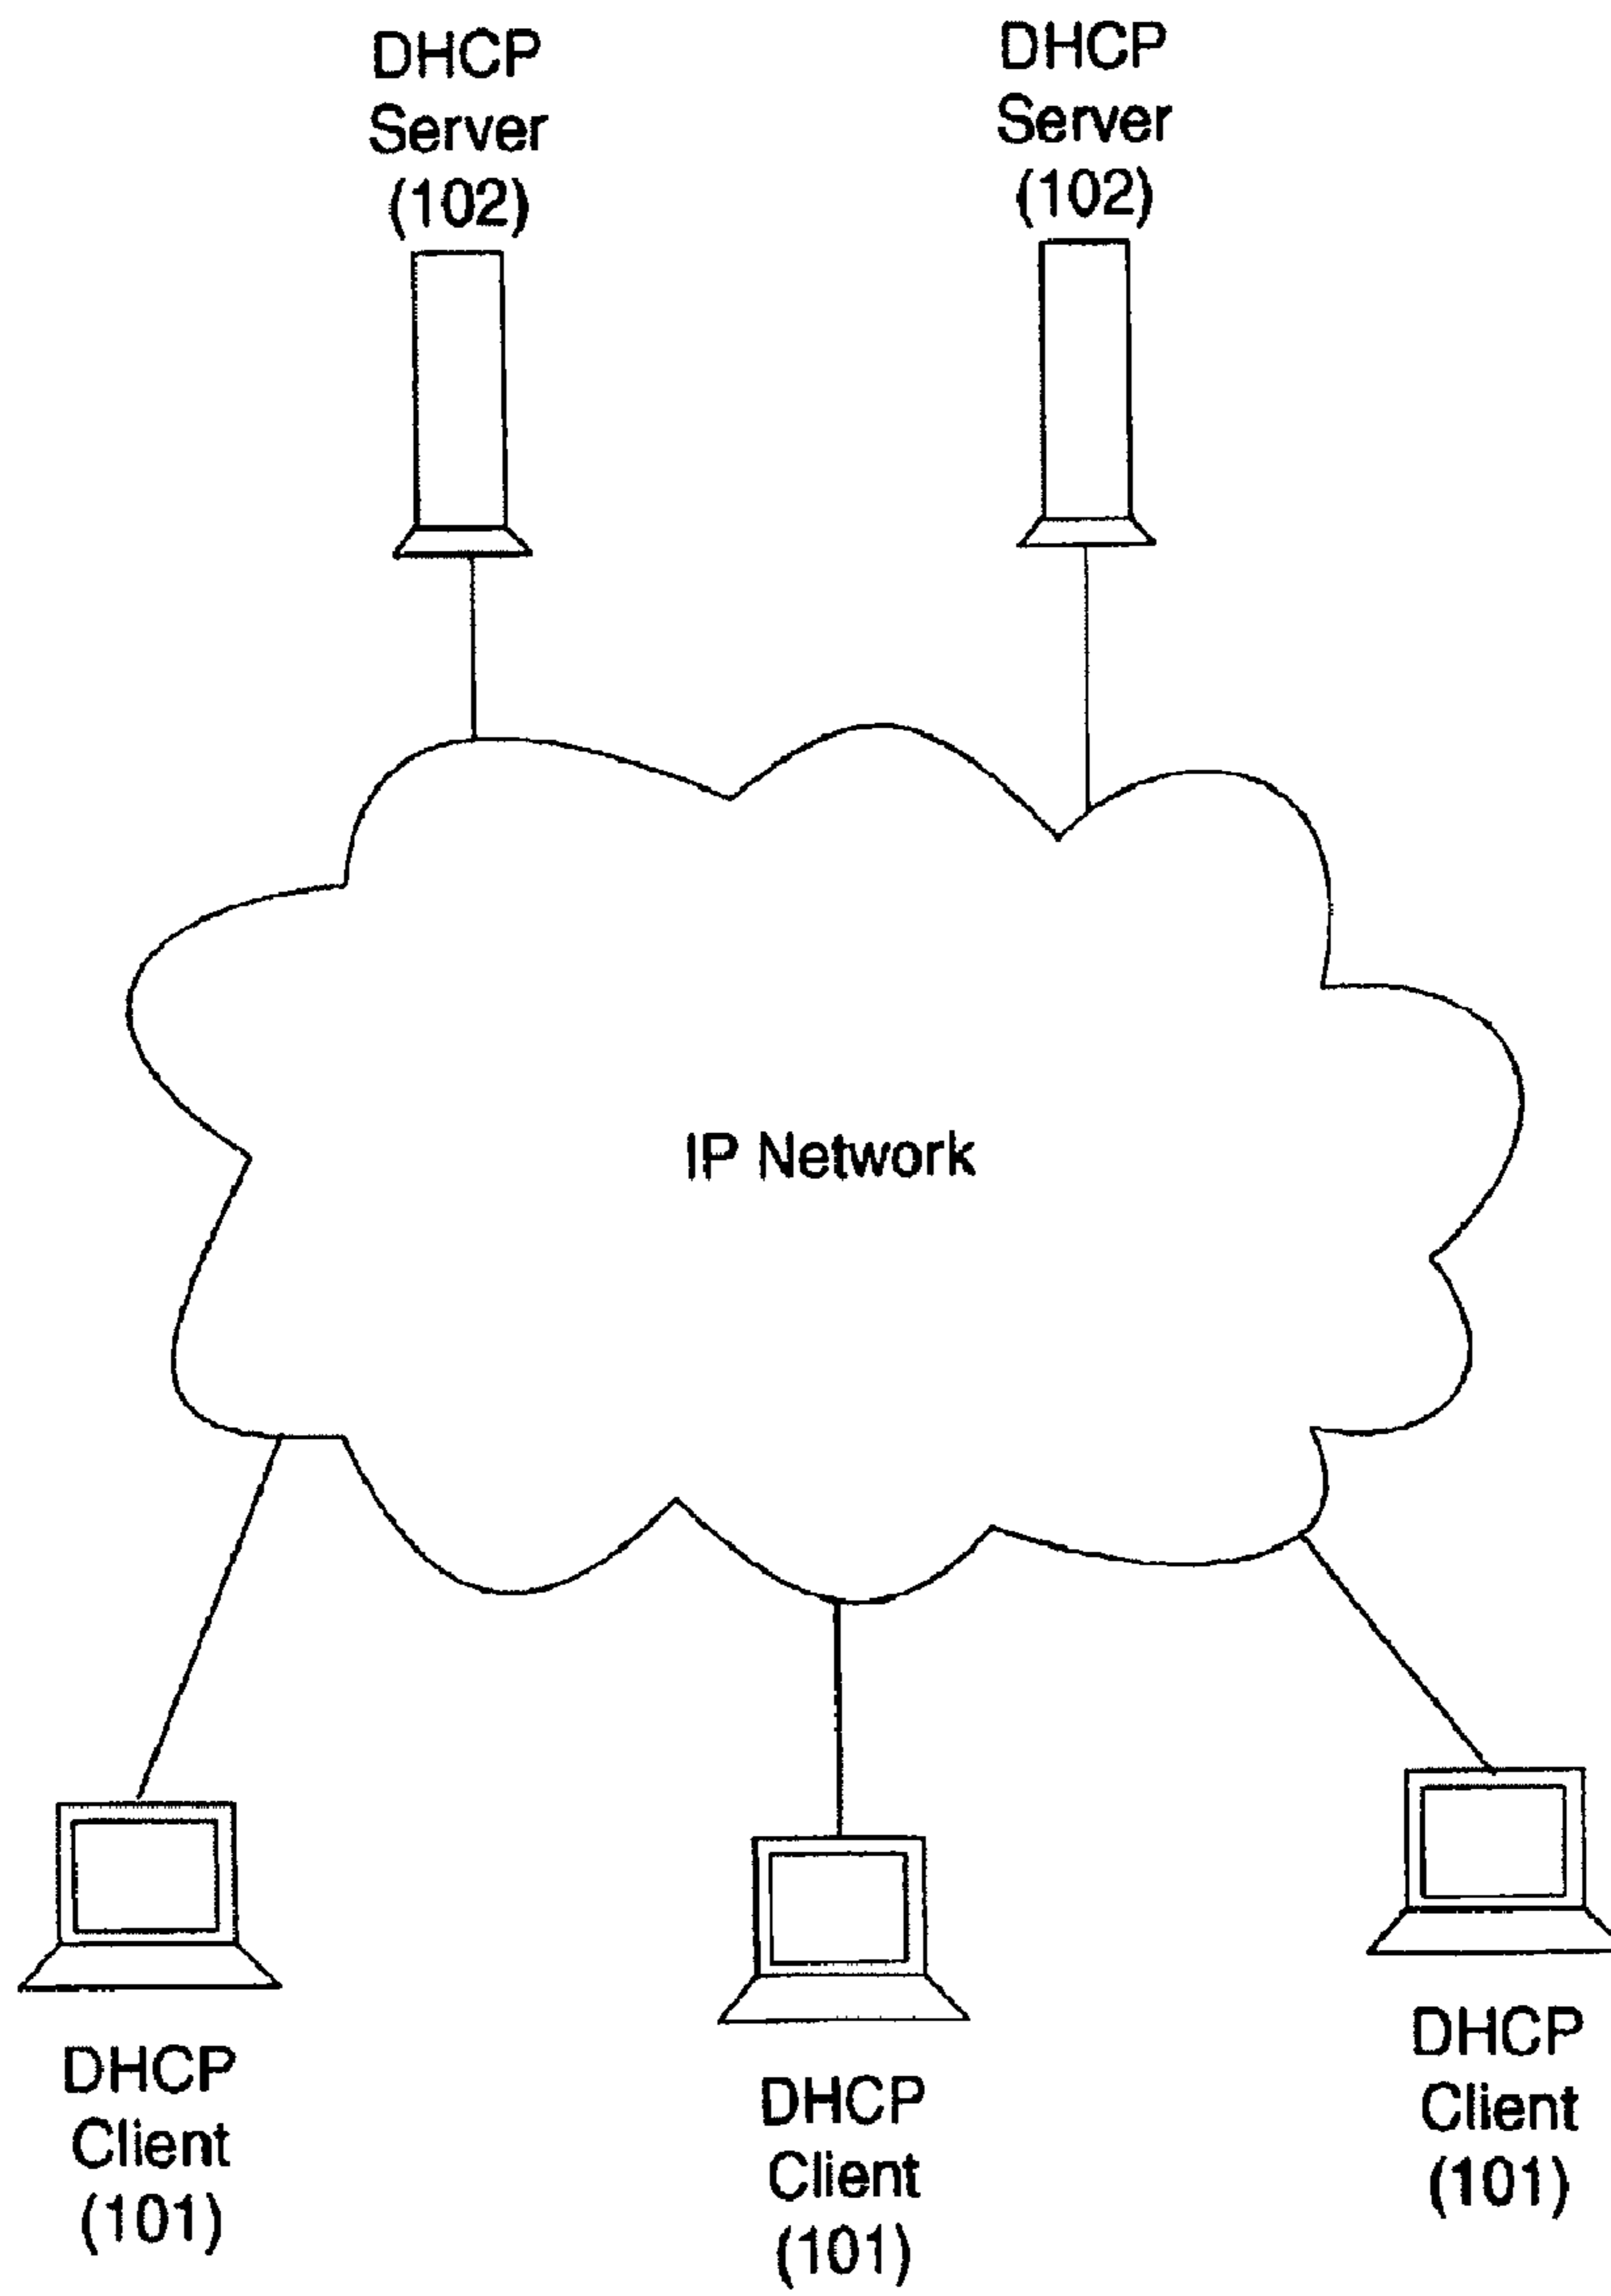 DHCP
Server
(102)
DHCP
Server
(102)
IP Network
DHCP
Client
(101)
DHCP
Client
(101)
DHCP
Client
(101)